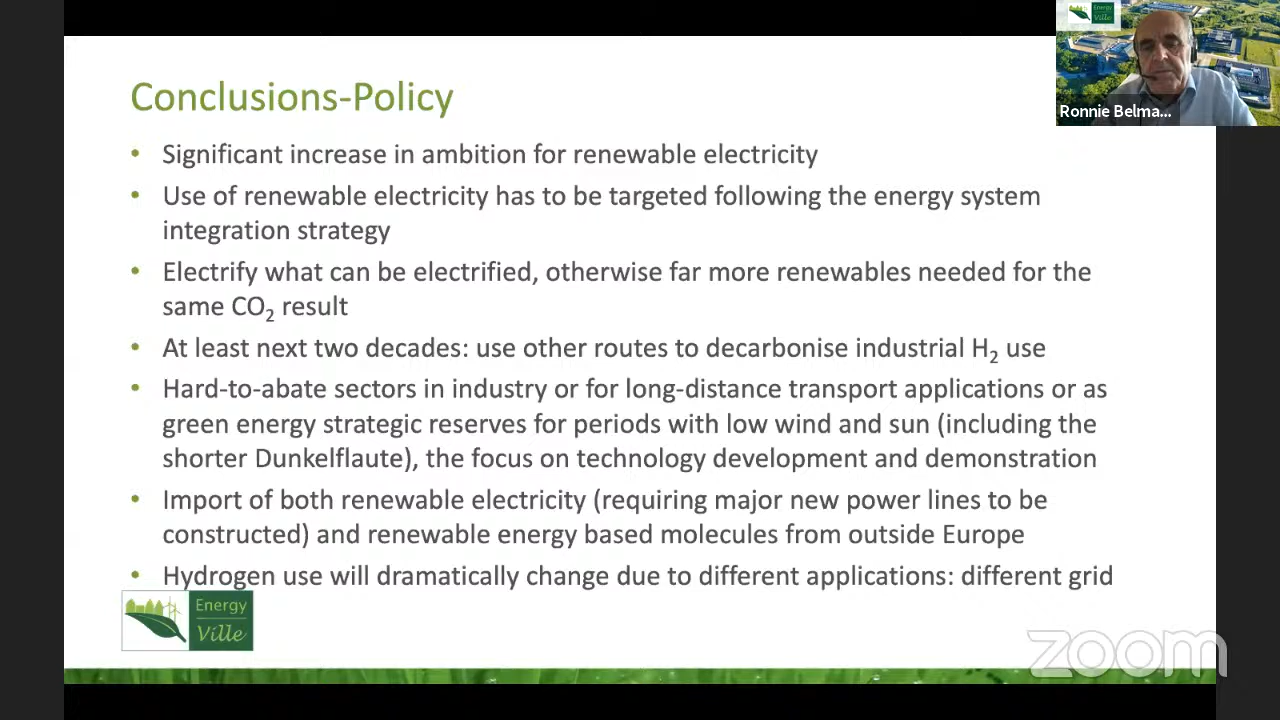 Energy
Ville
Ronnie Belma...
Conclusions-Policy
• Significant increase in ambition for renewable electricity
• Use of renewable electricity has to be targeted following the energy system
integration strategy
• Electrify what can be electrified, otherwise far more renewables needed for the
same CO₂ result
• At least next two decades: use other routes to decarbonise industrial H₂ use
• Hard-to-abate sectors in industry or for long-distance transport applications or as
green energy strategic reserves for periods with low wind and sun (including the
shorter Dunkelflaute), the focus on technology development and demonstration
• Import of both renewable electricity (requiring major new power lines to be
constructed) and renewable energy based molecules from outside Europe
• Hydrogen use will dramatically change due to different applications: different grid
Energy
Ville
zoom